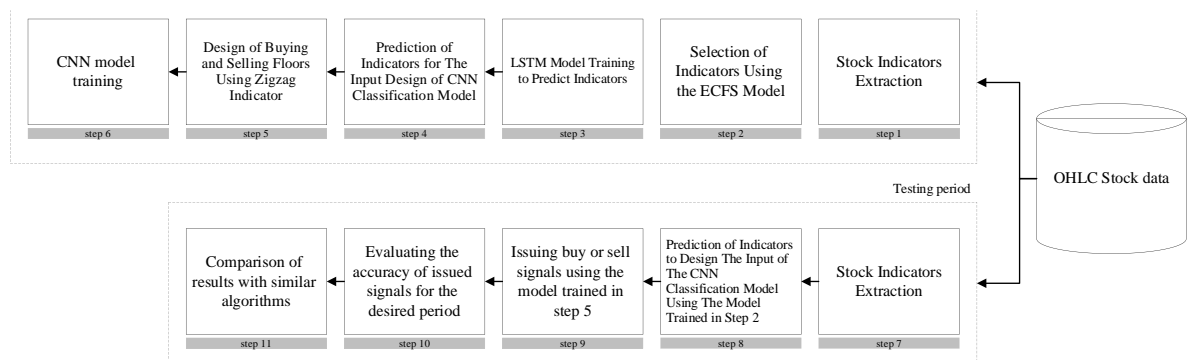 CNN model
training
step 6
Design of Buying
and Selling Floors
Using Zigzag
Indicator
step 5
Prediction of
Indicators for The
Input Design of CNN
Classification Model
step 4
LSTM Model Training
to Predict Indicators
step 3
Selection of
Indicators Using
the ECFS Model
step 2
Stock Indicators
Extraction
step 1
OHLC Stock data
Testing period
Comparison of
results with similar
algorithms
step 11
Evaluating the
accuracy of issued
signals for the
desired period
step 10
Issuing buy or sell
signals using the
model trained in
step 5
step 9
Prediction of Indicators
to Design The Input of
The CNN
Classification Model
Using The Model
Trained in Step 2
step 8
Stock Indicators
Extraction
step 7